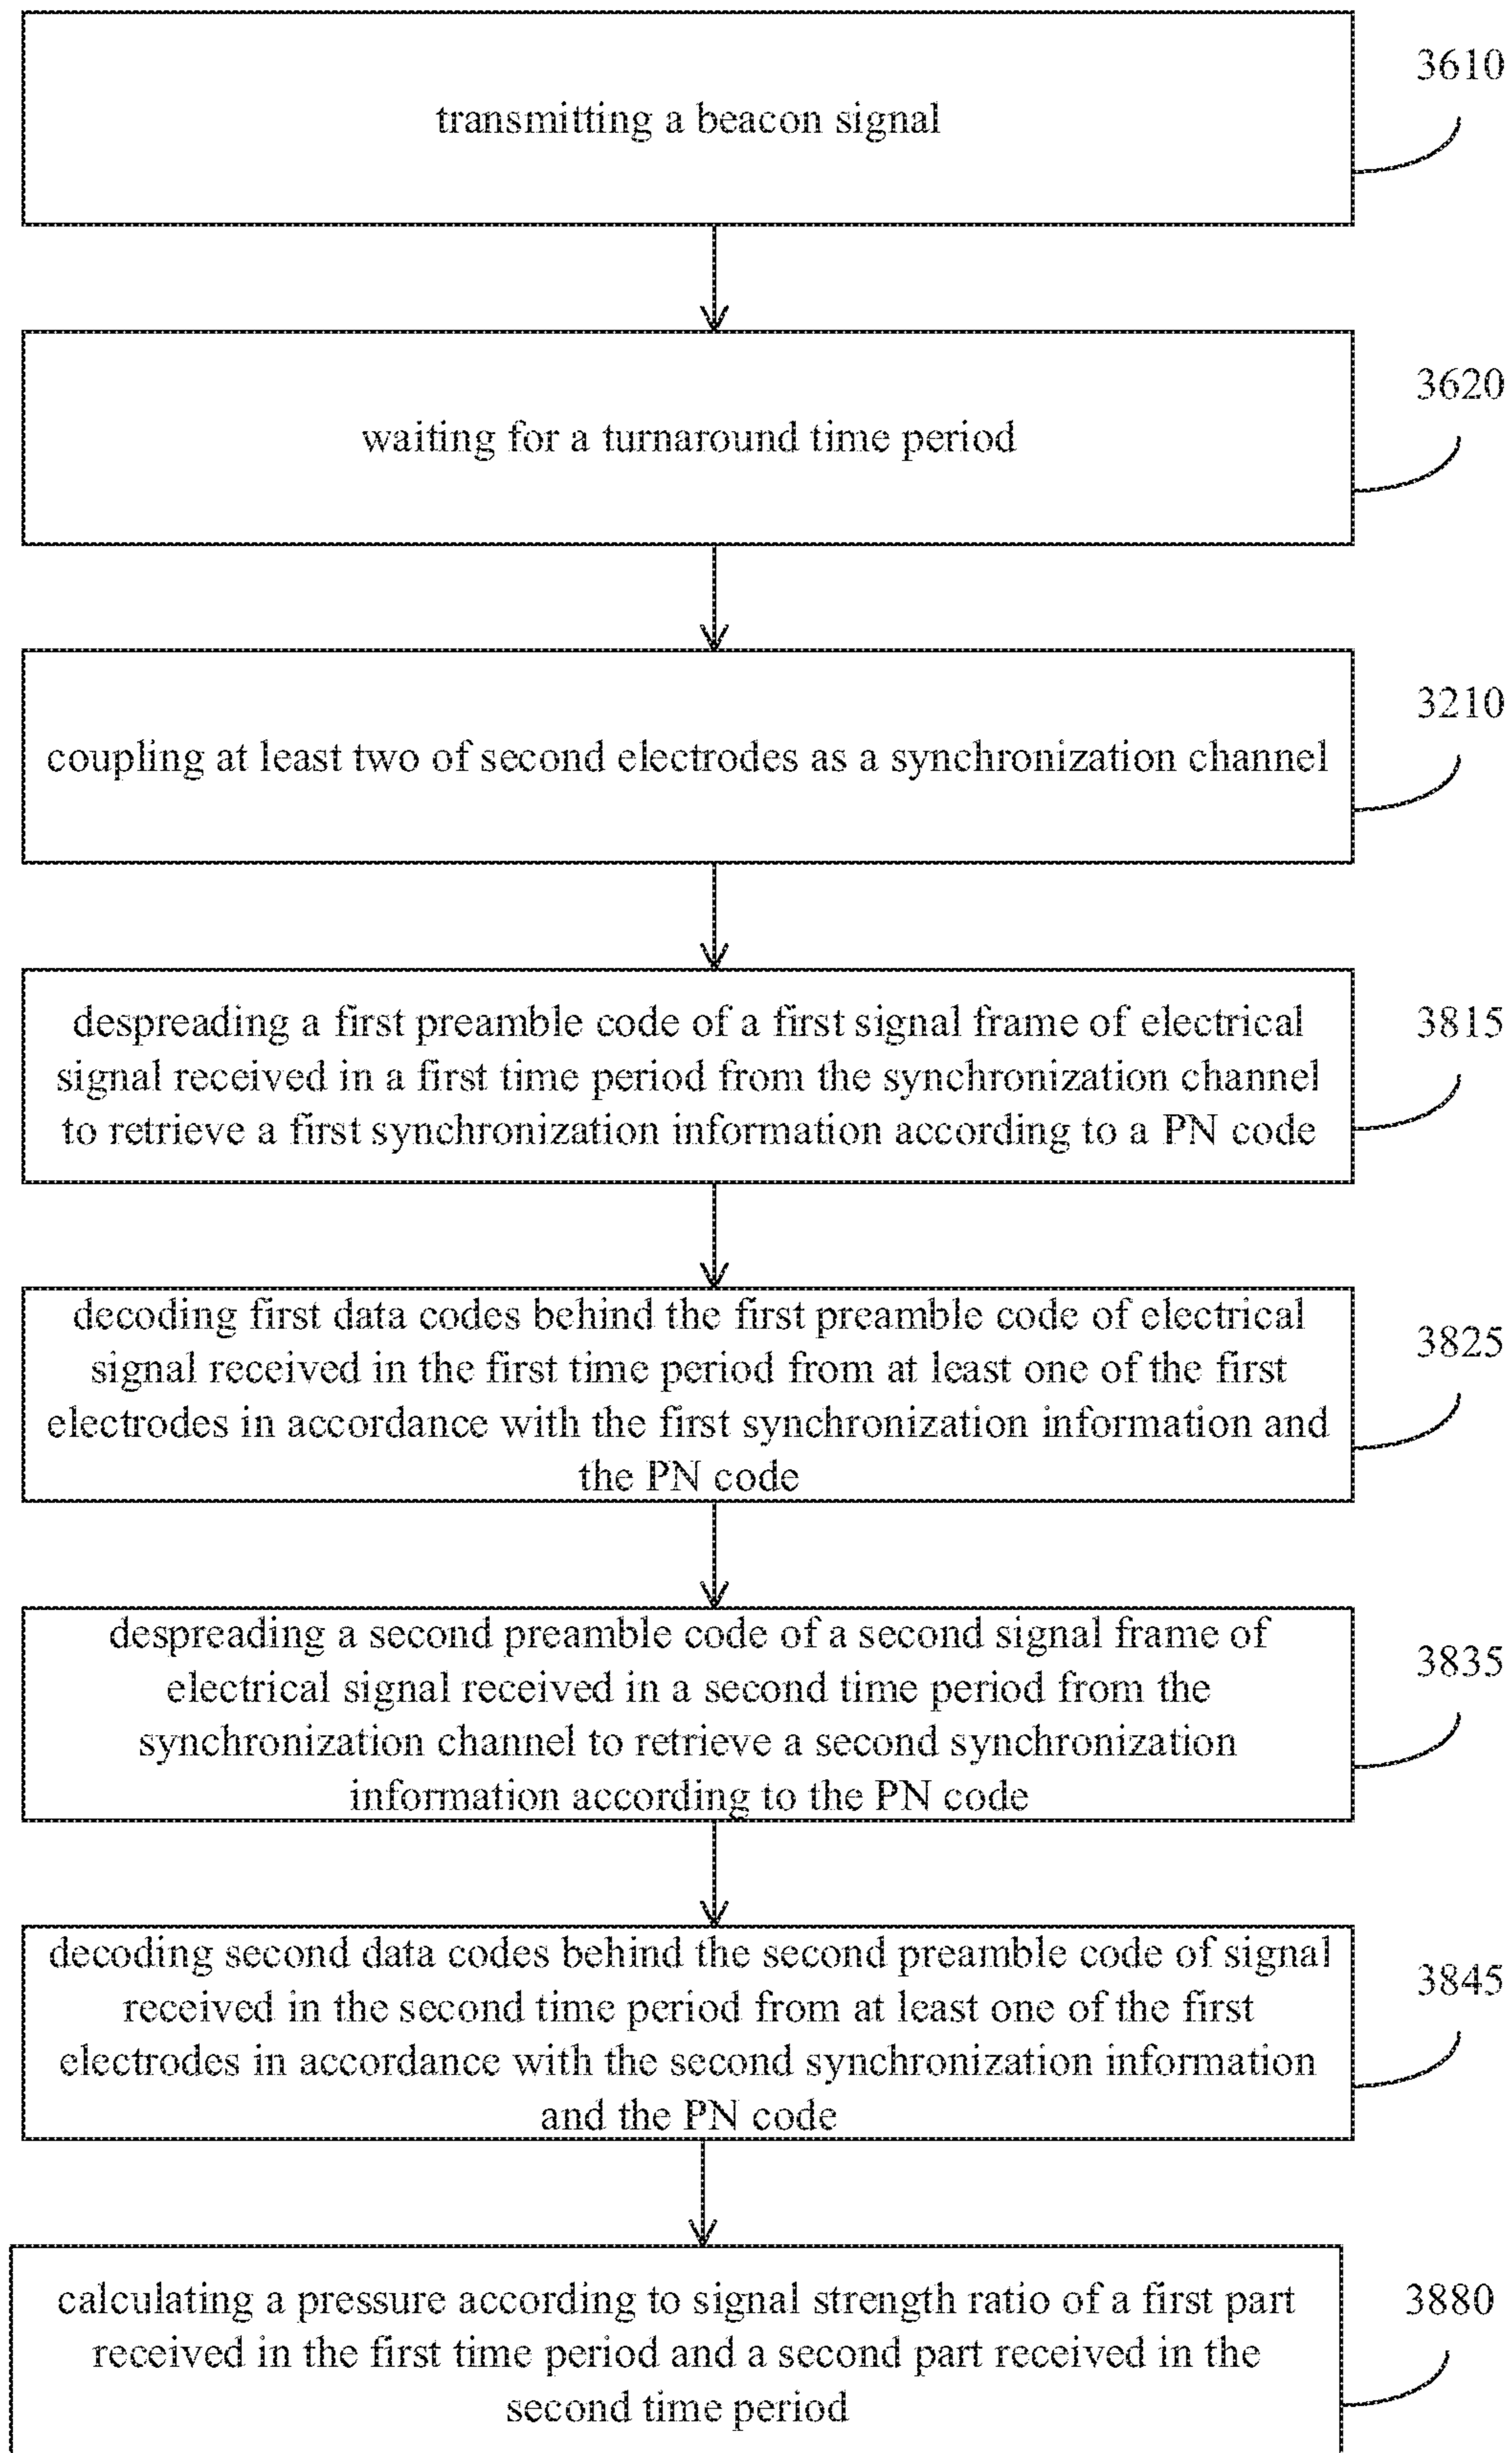 transmitting a beacon signal
3610
waiting for a turnaround time period
3620
coupling at least two of second electrodes as a synchronization channel
3210
despreading a first preamble code of a first signal frame of electrical
signal received in a first time period from the synchronization channel
to retrieve a first synchronization information according to a PN code
3815
decoding first data codes behind the first preamble code of electrical
signal received in the first time period from at least one of the first
electrodes in accordance with the first synchronization information and
the PN code
3825
despreading a second preamble code of a second signal frame of
electrical signal received in a second time period from the
synchronization channel to retrieve a second synchronization
information according to the PN code
3835
decoding second data codes behind the second preamble code of signal
received in the second time period from at least one of the first
electrodes in accordance with the second synchronization information
and the PN code
3845
calculating a pressure according to signal strength ratio of a first part
received in the first time period and a second part received in the
second time period
3880